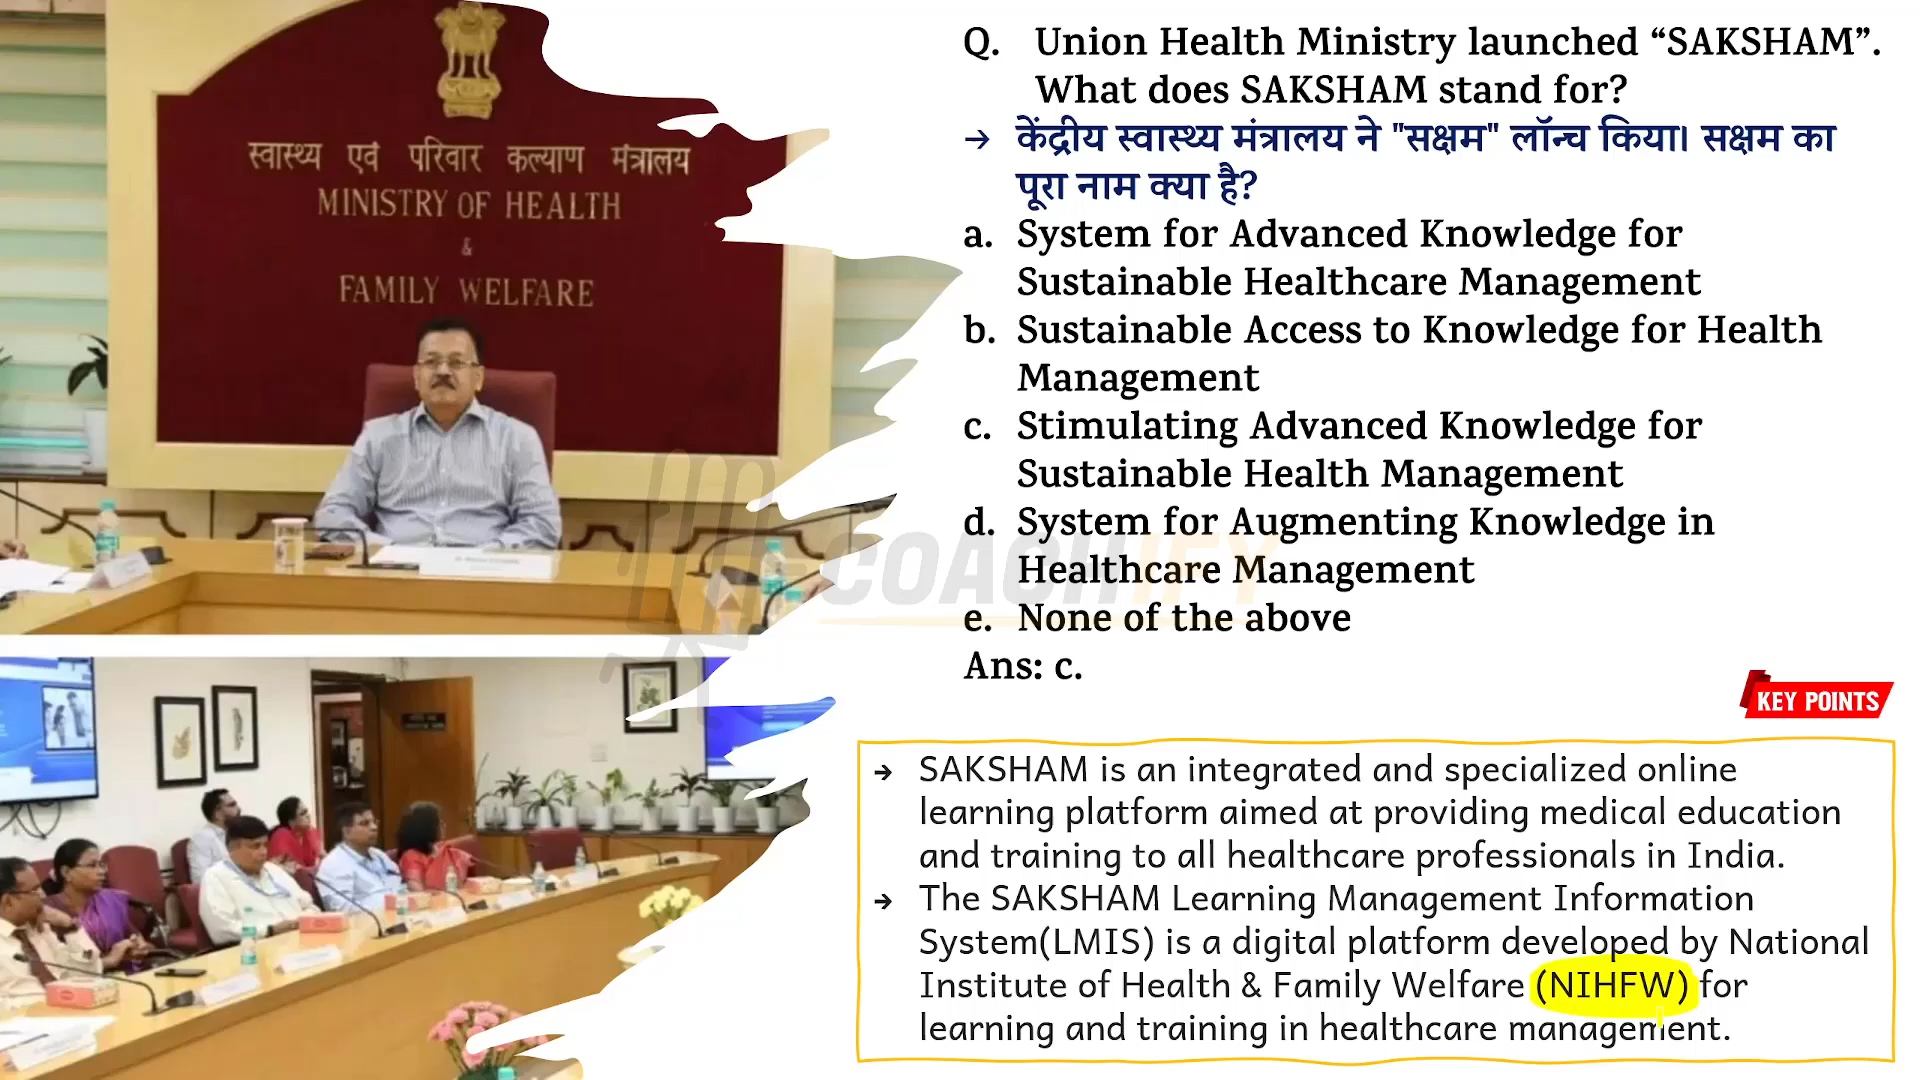 स्वास्थ्य एवं परिवार कल्याण मंत्रालय
MINISTRY OF HEALTH
&
FAMILY WELFARE
Q. Union Health Ministry launched “SAKSHAM”.
What does SAKSHAM stand for?
→ केंद्रीय स्वास्थ्य मंत्रालय ने "सक्षम" लॉन्च किया। सक्षम का
पूरा नाम क्या है?
a. System for Advanced Knowledge for
Sustainable Healthcare Management
b. Sustainable Access to Knowledge for Health
Management
c. Stimulating Advanced Knowledge for
Sustainable Health Management
d. System for Augmenting Knowledge in
Healthcare Management
e. None of the above
Ans: c.
COACHIFY
KEY POINTS
→ SAKSHAM is an integrated and specialized online
learning platform aimed at providing medical education
and training to all healthcare professionals in India.
→ The SAKSHAM Learning Management Information
System(LMIS) is a digital platform developed by National
Institute of Health & Family Welfare (NIHFW) for
learning and training in healthcare management.